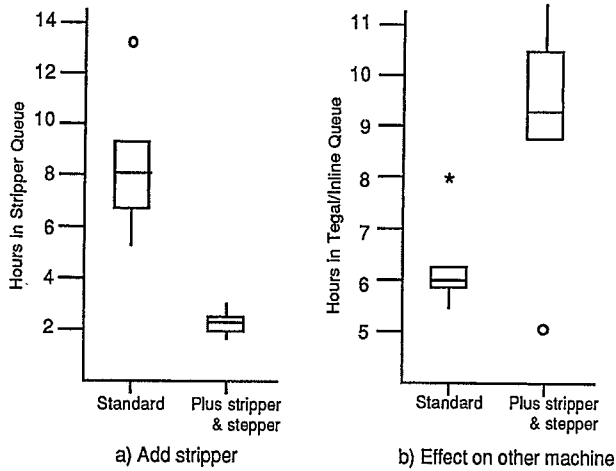 Hours in Stripper Queue
14
12
10
8
6
4
2
Standard
Plus stripper
& stepper
a) Add stripper
Hours in Tegal/Inline Queue
11
10
9
8
7
6
5
*
Standard
Plus stripper
& stepper
b) Effect on other machine